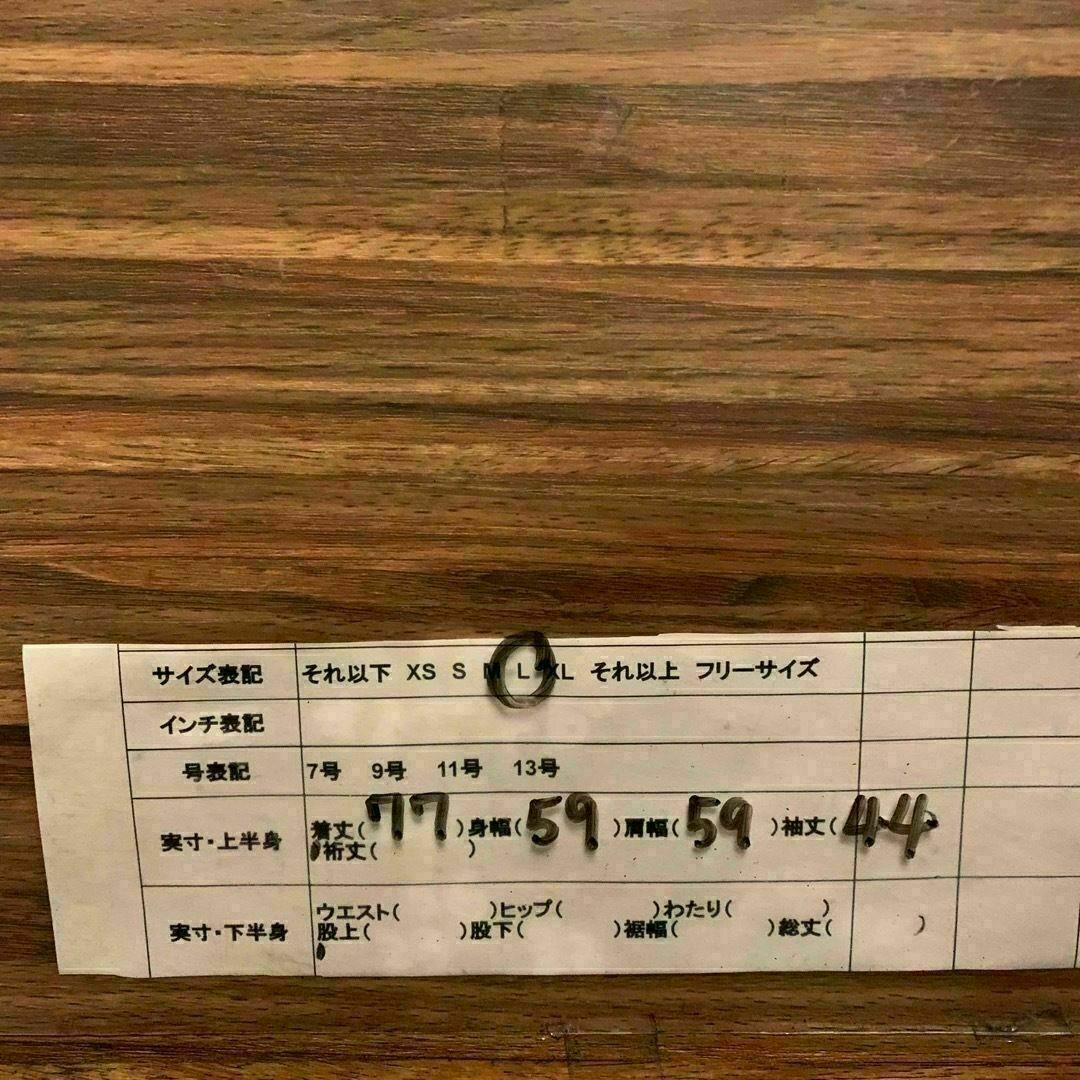 サイズ表記 それ以下 XS S M L XL それ以上 フリーサイズ
インチ表記
号表記 7号 9号 11号 13号
実寸・上半身 着丈(77)身幅(59)肩幅(59)袖丈(44)
裄丈( )
実寸・下半身 ウエスト( )ヒップ( )わたり( )
股上( )股下( )裾幅( )総丈( )